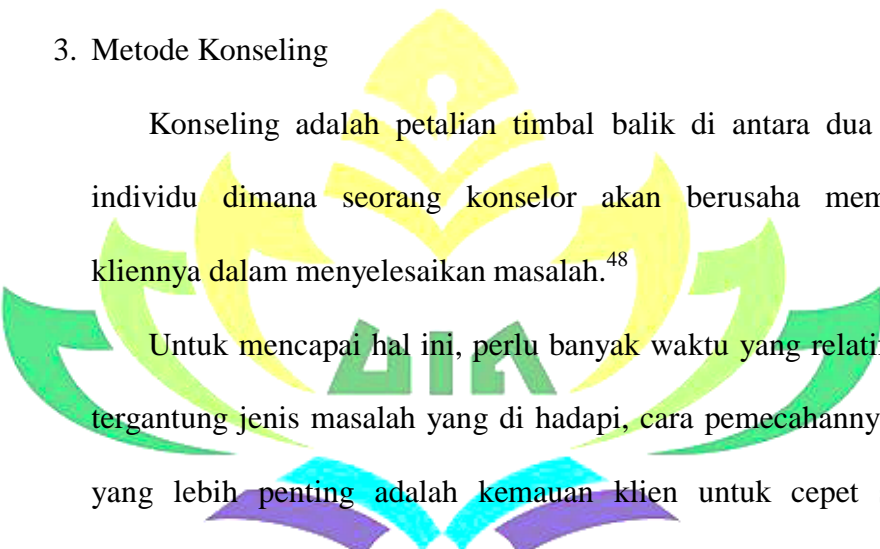 3. Metode Konseling
Konseling adalah petalian timbal balik di antara dua
individu dimana seorang konselor akan berusaha mem
kliennya dalam menyelesaikan masalah.48
Untuk mencapai hal ini, perlu banyak waktu yang relatif
tergantung jenis masalah yang di hadapi, cara pemecahanny
yang lebih penting adalah kemauan klien untuk cepet